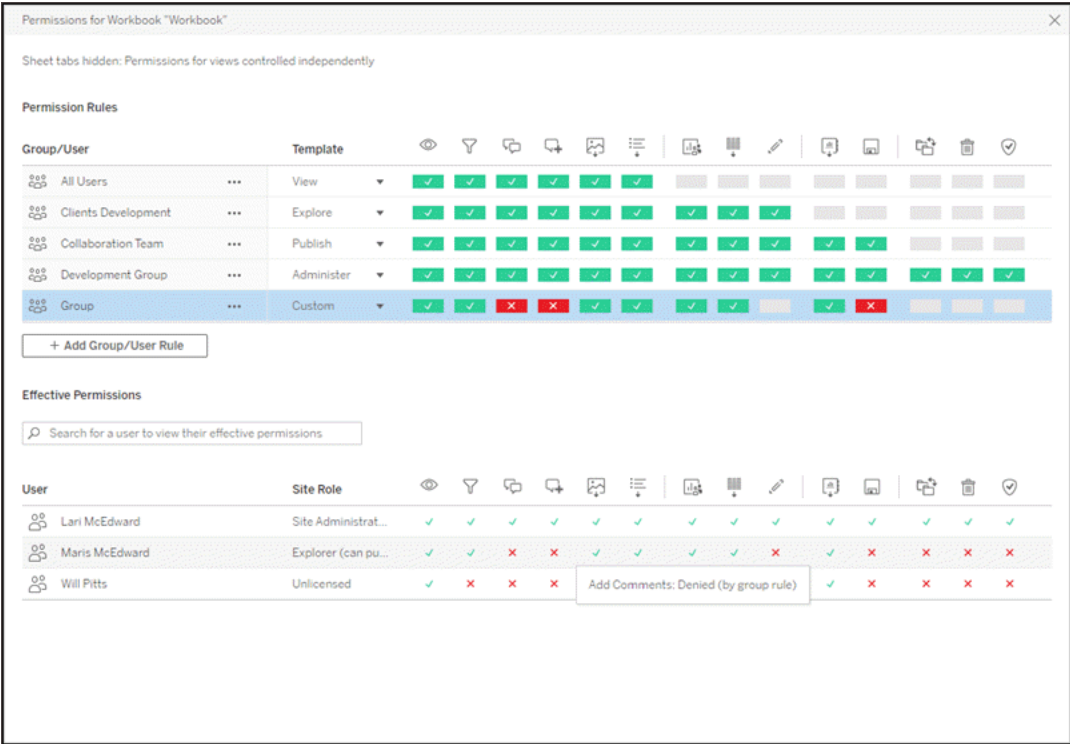 Permissions for Workbook "Workbook"
Sheet tabs hidden: Permissions for views controlled independently
Permission Rules
Group/User Template
All Users ... View
Clients Development ... Explore
Collaboration Team ... Publish
Development Group ... Administer
Group ... Custom
+ Add Group/User Rule
Effective Permissions
Search for a user to view their effective permissions
User Site Role
Lari McEdward Site Administrat...
Maris McEdward Explorer (can pu...
Will Pitts Unlicensed
Add Comments: Denied (by group rule)